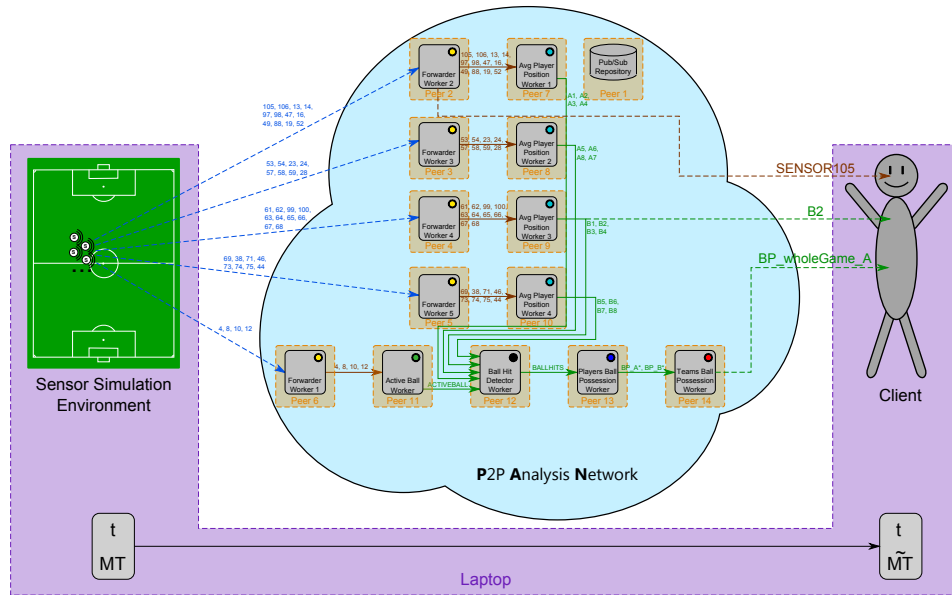 105, 106, 13, 14,
97, 98, 47, 16,
49, 88, 19, 52
Forwarder
Worker 2
Peer 2
105, 106, 13, 14,
97, 98, 47, 16,
49, 88, 19, 52
Avg Player
Position
Worker 1
Peer 7
Pub/Sub
Repository
Peer 1
A1, A2,
A3, A4
53, 54, 23, 24,
57, 58, 59, 28
Forwarder
Worker 3
Peer 3
53, 54, 23, 24,
57, 58, 59, 28
Avg Player
Position
Worker 2
Peer 8
A5, A6,
A8, A7
SENSOR105
61, 62, 99, 100,
63, 64, 65, 66,
67, 68
Forwarder
Worker 4
Peer 4
61, 62, 99, 100,
63, 64, 65, 66,
67, 68
Avg Player
Position
Worker 3
Peer 9
B1, B2,
B3, B4
B2
S
S
S
S
69, 38, 71, 46,
73, 74, 75, 44
Forwarder
Worker 5
Peer 5
69, 38, 71, 46,
73, 74, 75, 44
Avg Player
Position
Worker 4
Peer 10
B5, B6,
B7, B8
BP_wholeGame_A
4, 8, 10, 12
Forwarder
Worker 1
Peer 6
4, 8, 10, 12
Active Ball
Worker
Peer 11
ACTIVEBALL
Ball Hit
Detector
Worker
Peer 12
BALLHITS
Players Ball
Possession
Worker
Peer 13
BP_A*, BP_B*
Teams Ball
Possession
Worker
Peer 14
Sensor Simulation
Environment
Client
P2P Analysis Network
t
MT
t
~
MT
Laptop